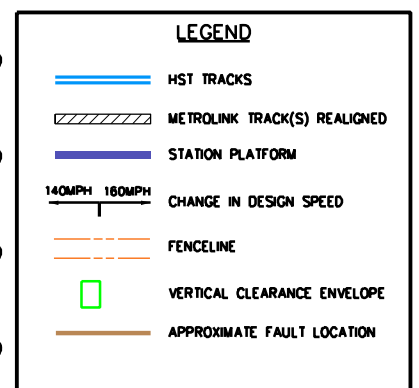 LEGEND
HST TRACKS
METROLINK TRACK(S) REALIGNED
STATION PLATFORM
140MPH 160MPH
CHANGE IN DESIGN SPEED
FENCELINE
VERTICAL CLEARANCE ENVELOPE
APPROXIMATE FAULT LOCATION